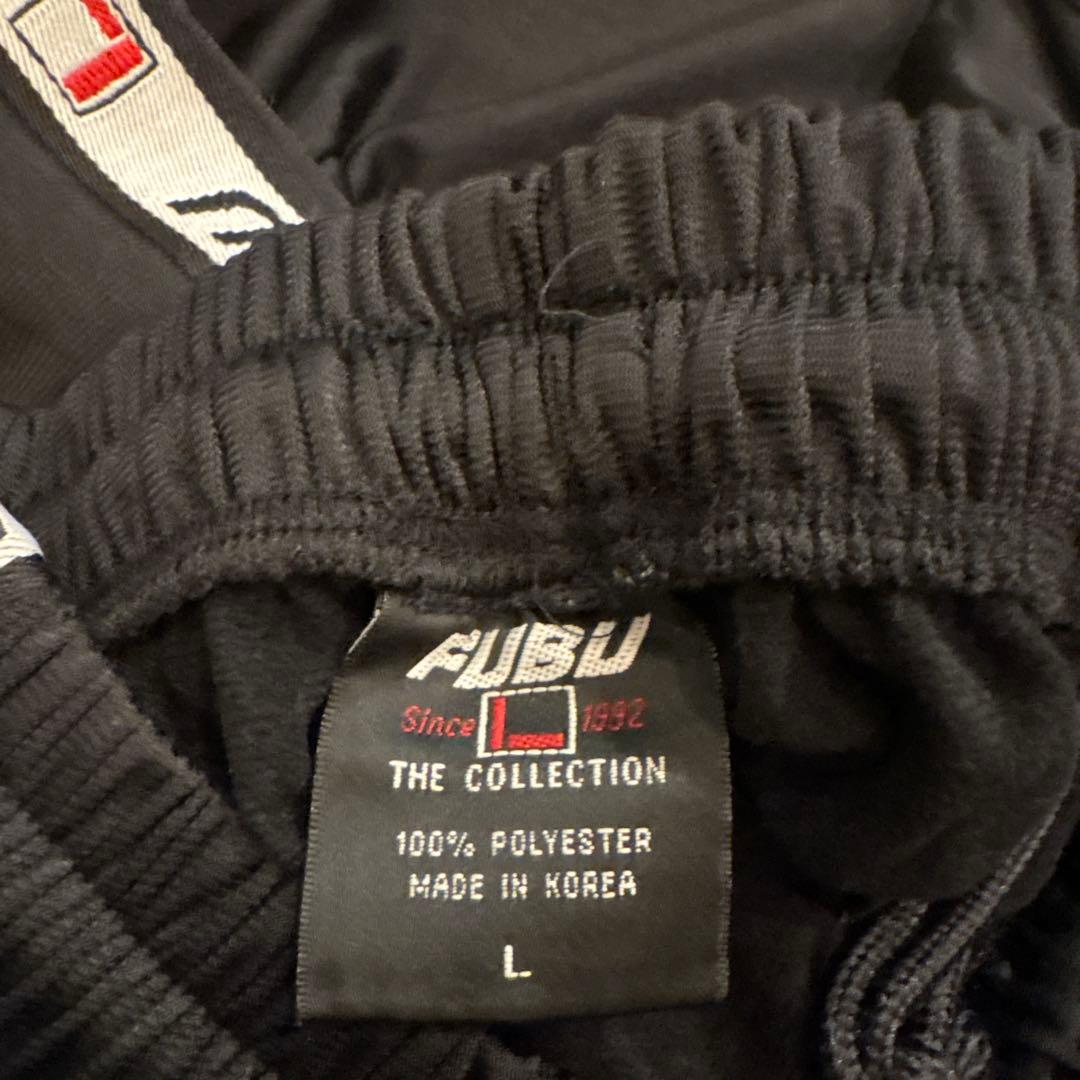 FUBU
Since 1992
THE COLLECTION
100% POLYESTER
MADE IN KOREA
L